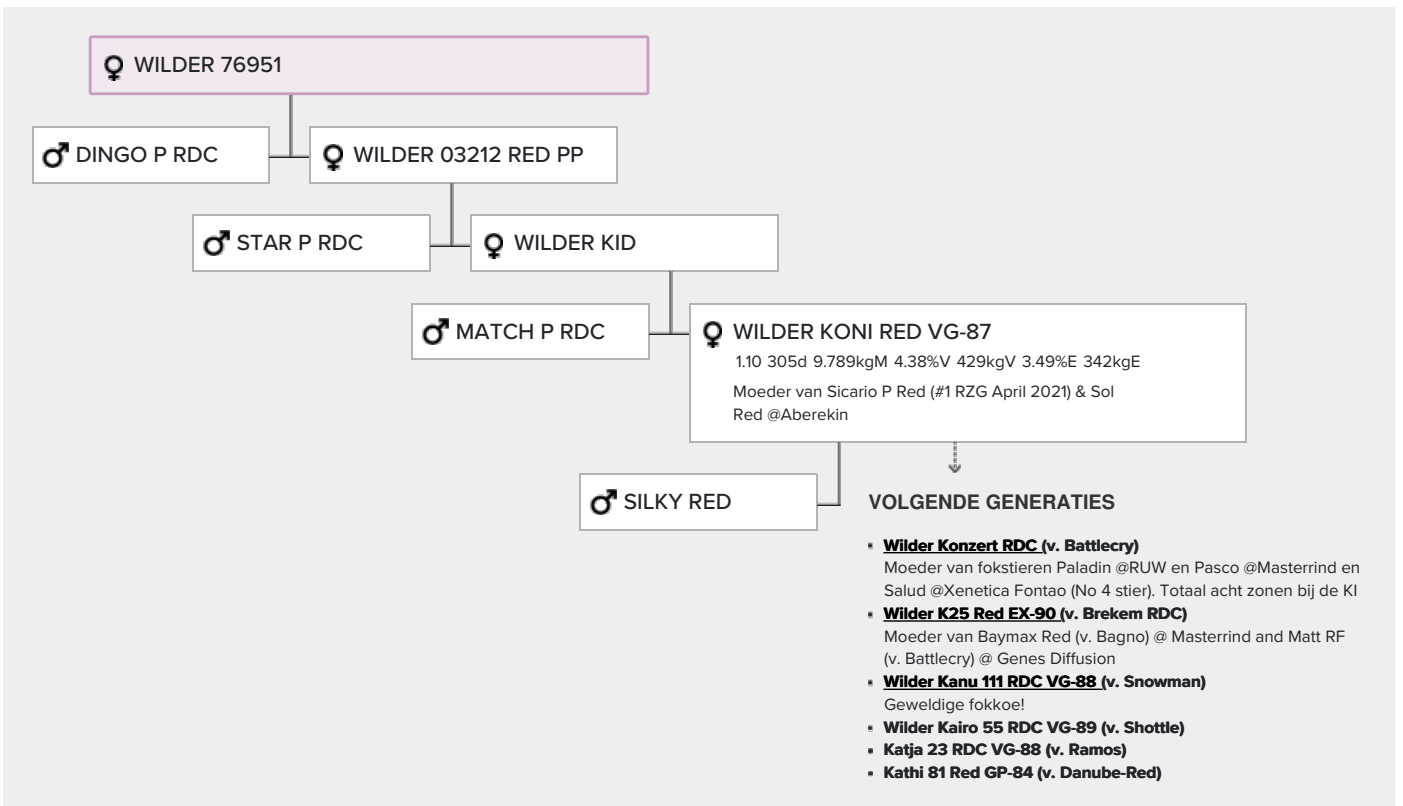 WILDER 76951
DINGO P RDC
WILDER 03212 RED PP
STAR P RDC
WILDER KID
MATCH P RDC
WILDER KONI RED VG-87
1.10 305d 9.789kgM 4.38%V 429kgV 3.49%E 342kgE
Moeder van Sicario P Red (#1 RZG April 2021) & Sol
Red @Aberekin
SILKY RED
VOLGENDE GENERATIES
Wilder Konzert RDC (v. Battlecry)
Moeder van fokstieren Paladin @RUW en Pasco @Masterrind en
Salud @Xenetica Fontao (No 4 stier). Totaal acht zonen bij de KI
Wilder K25 Red EX-90 (v. Brekem RDC)
Moeder van Baymax Red (v. Bagno) @ Masterrind and Matt RF
(v. Battlecry) @ Genes Diffusion
Wilder Kanu 111 RDC VG-88 (v. Snowman)
Geweldige fokkoe!
Wilder Kairo 55 RDC VG-89 (v. Shottle)
Katja 23 RDC VG-88 (v. Ramos)
Kathi 81 Red GP-84 (v. Danube-Red)